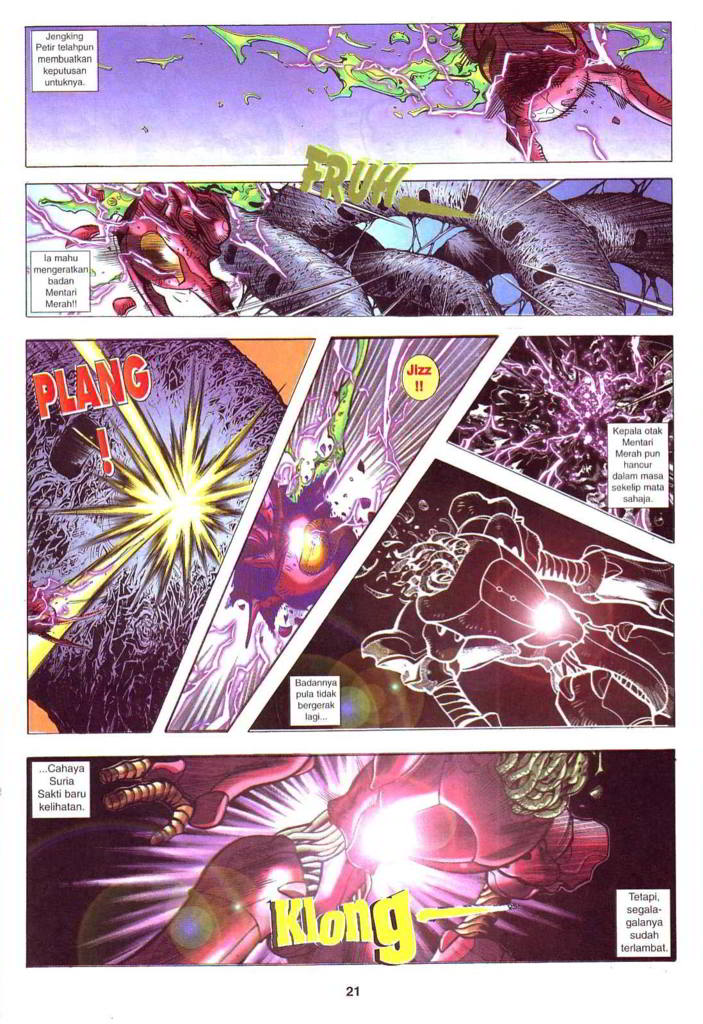 Jengking
Petir telahpun
membuatkan
keputusan
untuknya.
FRUH
Ia mahu
mengeratkan
badan
Mentari
Merah!!
PLANG
!
Jizz
!!
Kepala otak
Mentari
Merah pun
hancur
dalam masa
sekelip mata
sahaja.
Badannya
pula tidak
bergerak
lagi...
...Cahaya
Suria
Sakti baru
kelihatan.
Klong
Tetapi,
segala-
galanya
sudah
terlambat.
21